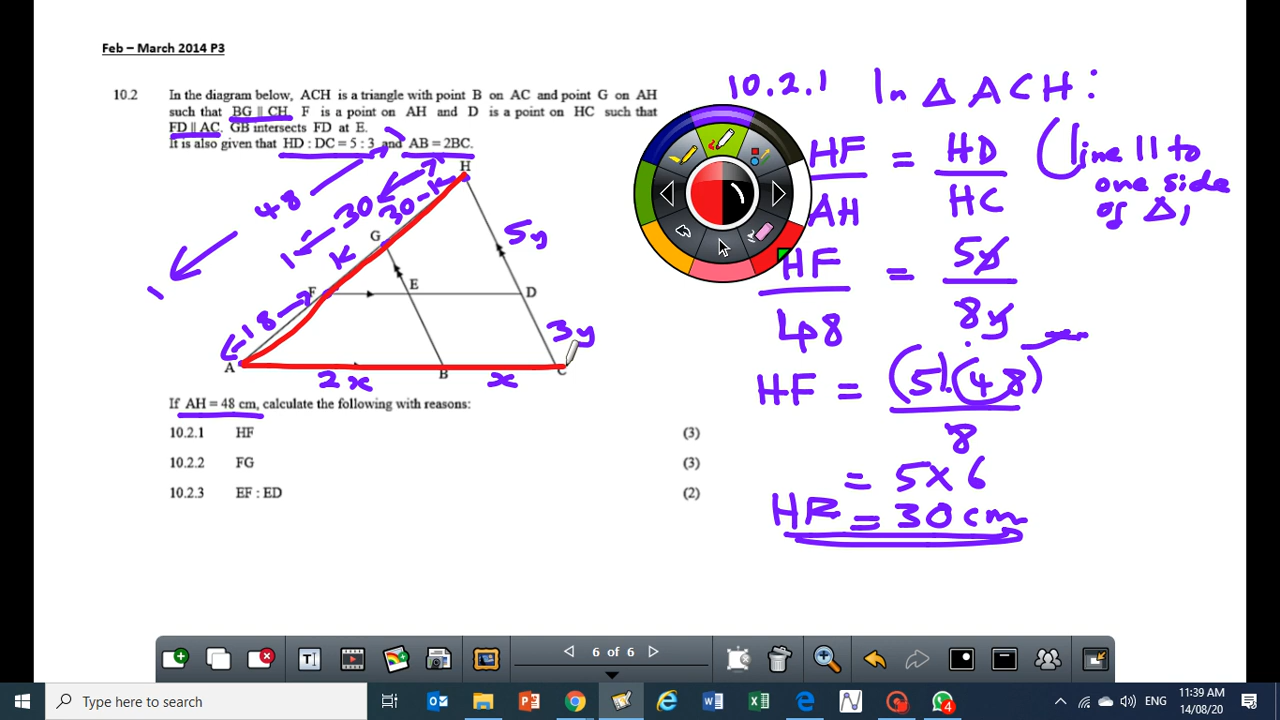 Feb – March 2014 P3
10.2 In the diagram below, ACH is a triangle with point B on AC and point G on AH
such that BG || CH. F is a point on AH and D is a point on HC such that
FD || AC. GB intersects FD at E.
It is also given that HD : DC = 5 : 3 and AB = 2BC.
H
48
30
30
G
5y
F
E
D
18
3y
A
B
C
2x
x
If AH = 48 cm, calculate the following with reasons:
10.2.1 HF (3)
10.2.2 FG (3)
10.2.3 EF : ED (2)
10.2.1 In △ ACH :
HF = HD (line || to
AH HC one side
of △)
HF = 5y
48 8y
HF = (5).(48)
8
= 5 × 6
HF = 30 cm
6 of 6
Type here to search
4
ENG
11:39 AM
14/08/20